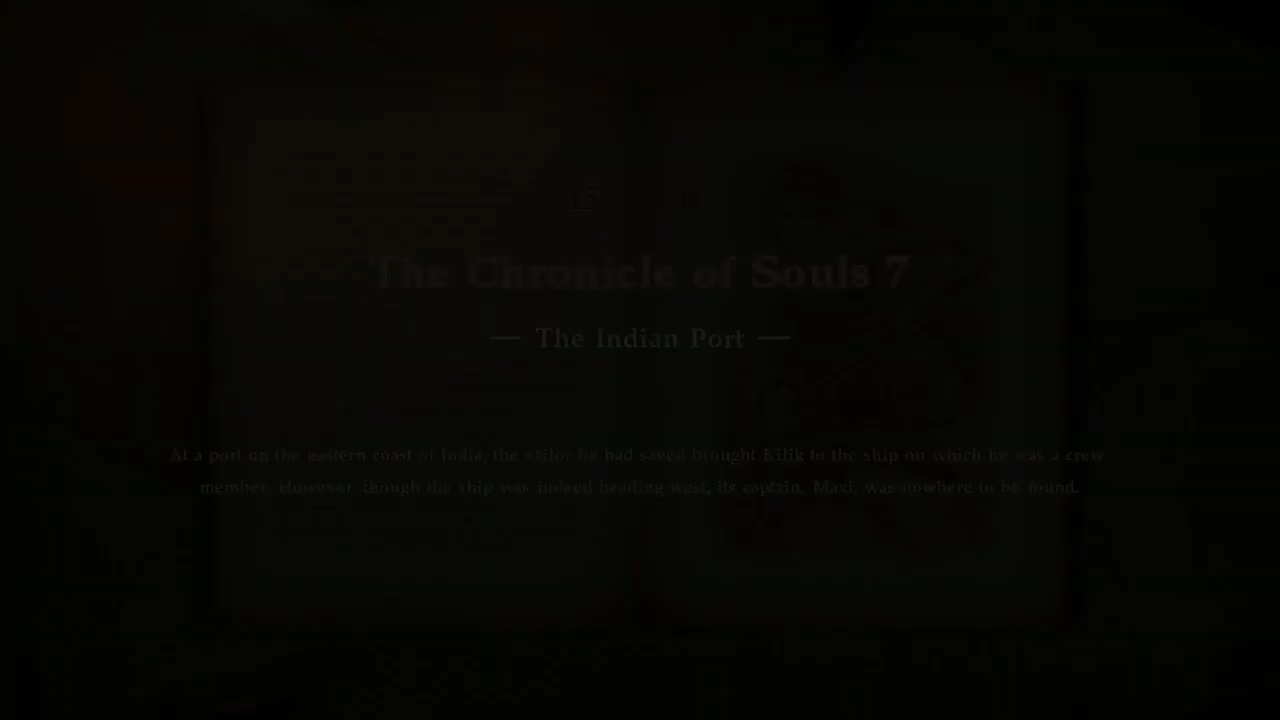 The Chronicle of Souls 7
— The Indian Port —
At a port on the eastern coast of India, the sailor he had saved brought Kilik to the ship on which he was a crew
member. However, though the ship was indeed heading west, its captain, Maxi, was nowhere to be found.